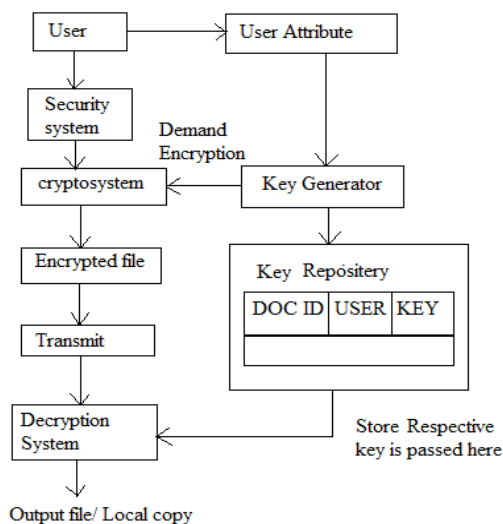 User
User Attribute
Security
system
Demand
Encryption
cryptosystem
Key Generator
Encrypted file
Key Repository
DOC ID USER KEY
Transmit
Decryption
System
Store Respective
key is passed here
Output file/ Local copy